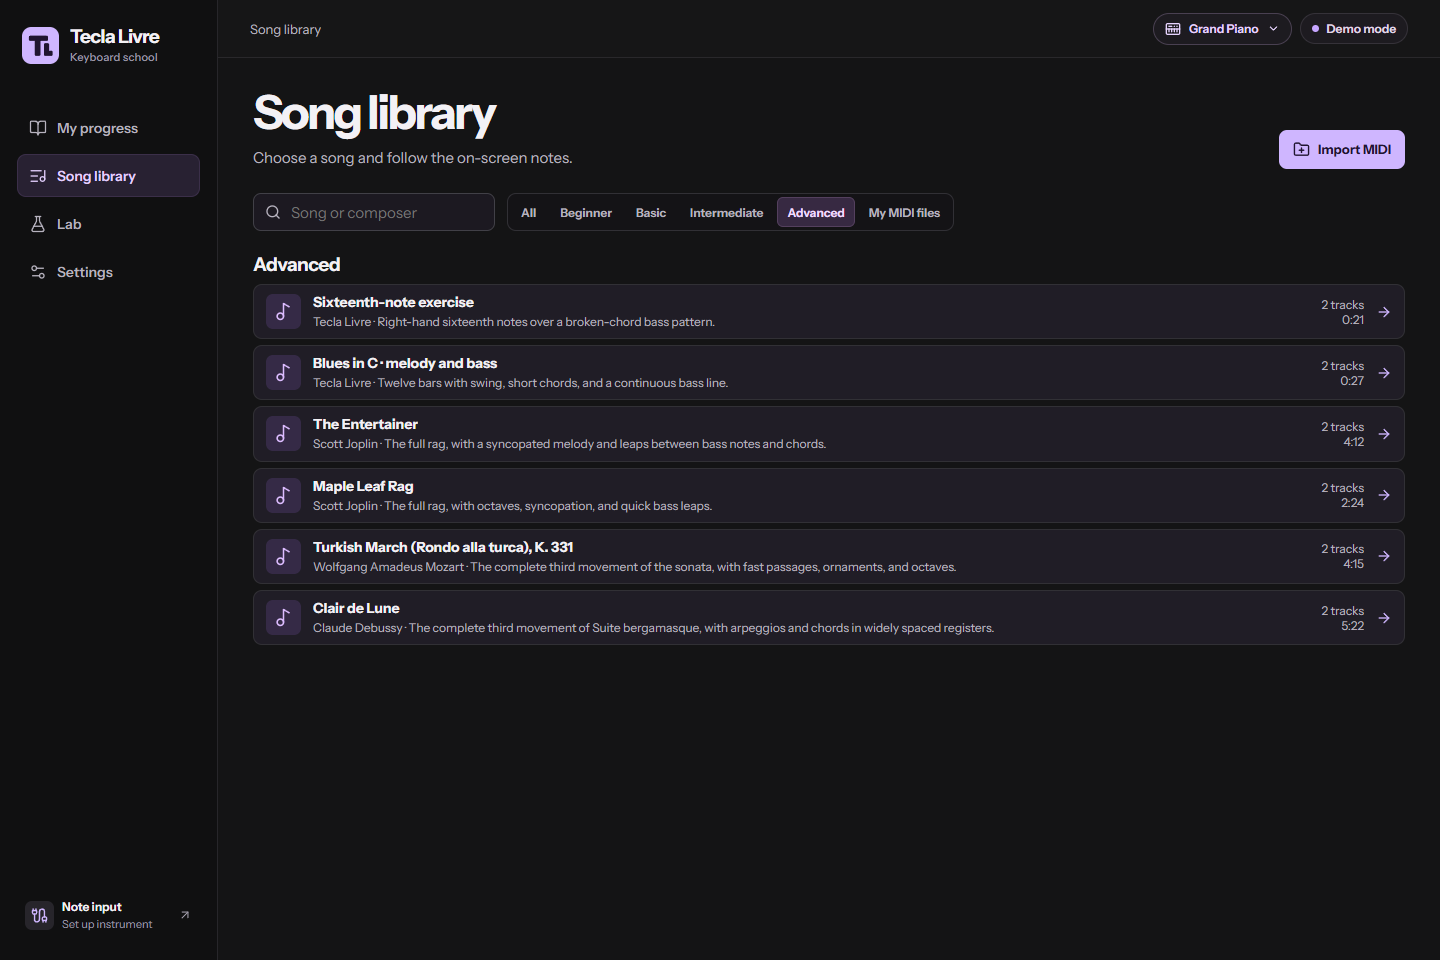 Tecla Livre
Keyboard school
My progress
Song library
Lab
Settings
Note input
Set up instrument
Song library
Grand Piano
Demo mode
Song library
Choose a song and follow the on-screen notes.
Import MIDI
Song or composer
All Beginner Basic Intermediate Advanced My MIDI files
Advanced
Sixteenth-note exercise
Tecla Livre · Right-hand sixteenth notes over a broken-chord bass pattern.
2 tracks
0:21
Blues in C · melody and bass
Tecla Livre · Twelve bars with swing, short chords, and a continuous bass line.
2 tracks
0:27
The Entertainer
Scott Joplin · The full rag, with a syncopated melody and leaps between bass notes and chords.
2 tracks
4:12
Maple Leaf Rag
Scott Joplin · The full rag, with octaves, syncopation, and quick bass leaps.
2 tracks
2:24
Turkish March (Rondo alla turca), K. 331
Wolfgang Amadeus Mozart · The complete third movement of the sonata, with fast passages, ornaments, and octaves.
2 tracks
4:15
Clair de Lune
Claude Debussy · The complete third movement of Suite bergamasque, with arpeggios and chords in widely spaced registers.
2 tracks
5:22